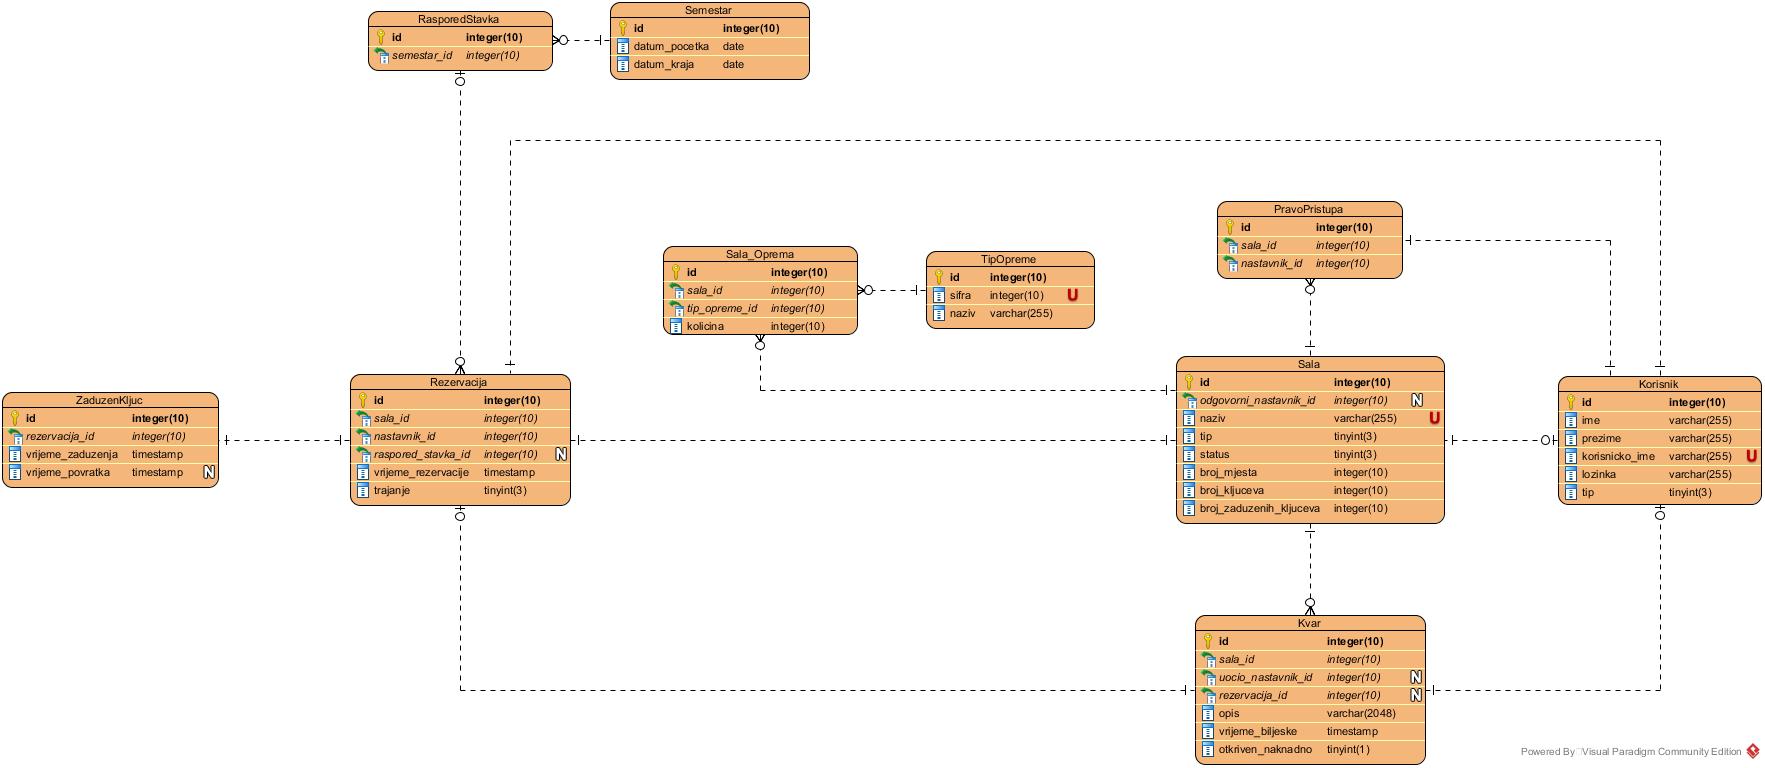 RasporedStavka
id integer(10)
semestar_id integer(10)
Semestar
id integer(10)
datum_pocetka date
datum_kraja date
PravoPristupa
id integer(10)
sala_id integer(10)
nastavnik_id integer(10)
Sala_Oprema
id integer(10)
sala_id integer(10)
tip_opreme_id integer(10)
kolicina integer(10)
TipOpreme
id integer(10)
sifra integer(10) U
naziv varchar(255)
ZaduzenKljuc
id integer(10)
rezervacija_id integer(10)
vrijeme_zaduzenja timestamp
vrijeme_povratka timestamp N
Rezervacija
id integer(10)
sala_id integer(10)
nastavnik_id integer(10)
raspored_stavka_id integer(10) N
vrijeme_rezervacije timestamp
trajanje tinyint(3)
Sala
id integer(10)
odgovorni_nastavnik_id integer(10) N
naziv varchar(255) U
tip tinyint(3)
status tinyint(3)
broj_mjesta integer(10)
broj_kljuceva integer(10)
broj_zaduzenih_kljuceva integer(10)
Korisnik
id integer(10)
ime varchar(255)
prezime varchar(255)
korisnicko_ime varchar(255) U
lozinka varchar(255)
tip tinyint(3)
Kvar
id integer(10)
sala_id integer(10)
uocio_nastavnik_id integer(10) N
rezervacija_id integer(10) N
opis varchar(2048)
vrijeme_biljeske timestamp
otkriven_naknadno tinyint(1)
Powered By Visual Paradigm Community Edition